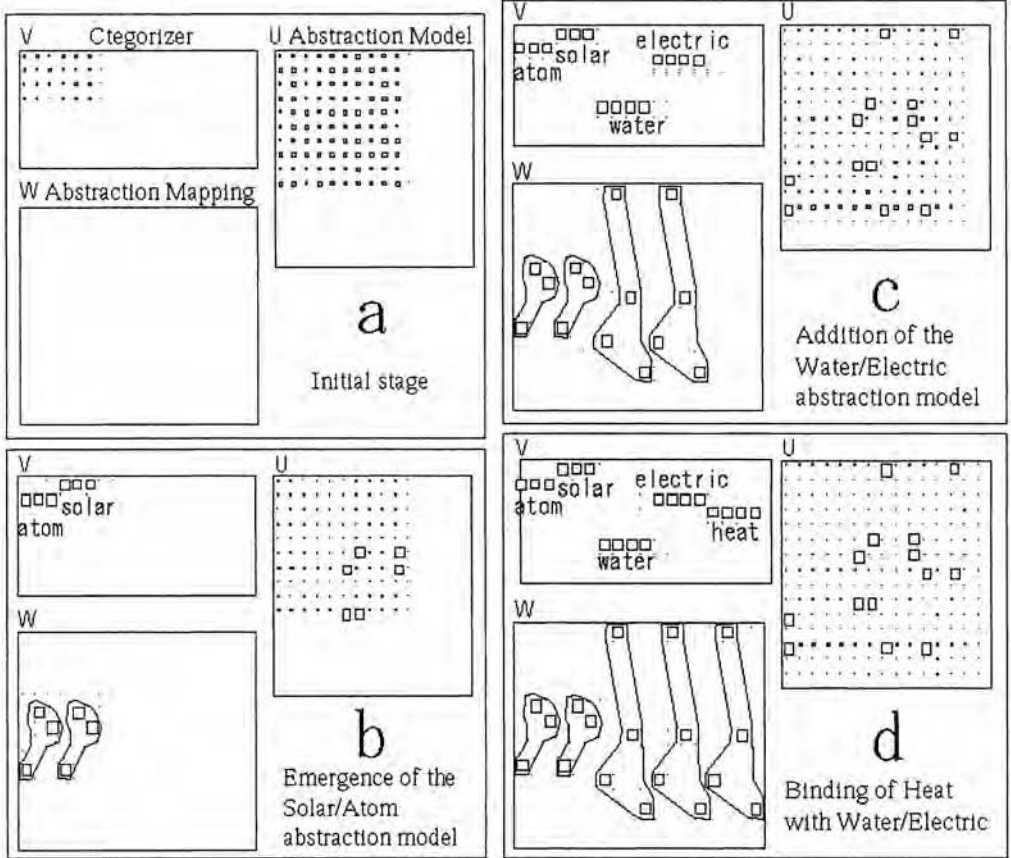 V Ctegorizer
U Abstraction Model
W Abstraction Mapping
a
Initial stage
V
U
solar
atom
W
b
Emergence of the
Solar/Atom
abstraction model
V
U
electric
solar
atom
water
W
c
Addition of the
Water/Electric
abstraction model
V
U
electric
solar
atom
heat
water
W
d
Binding of Heat
with Water/Electric